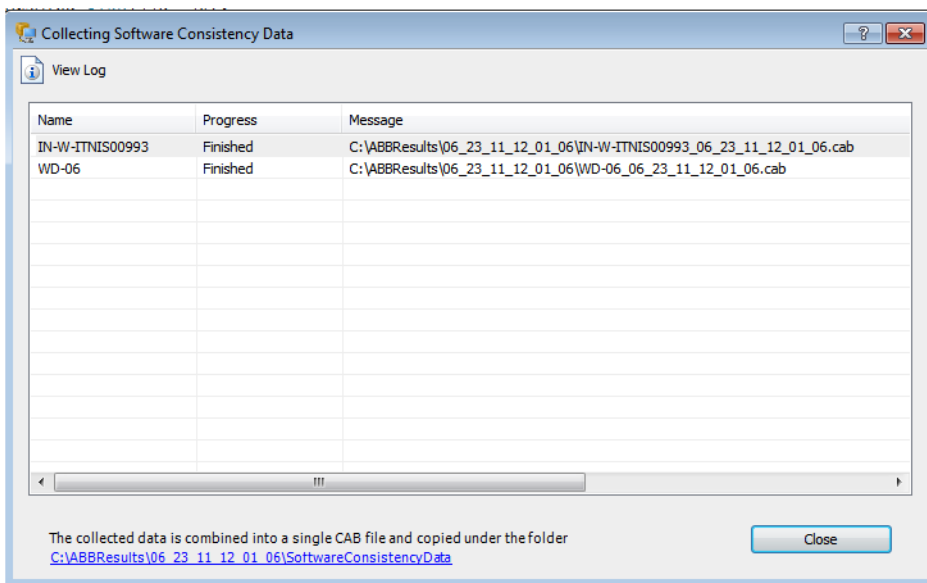 Collecting Software Consistency Data
View Log
Name Progress Message
IN-W-ITNIS00993 Finished C:\ABBResults\06_23_11_12_01_06\IN-W-ITNIS00993_06_23_11_12_01_06.cab
WD-06 Finished C:\ABBResults\06_23_11_12_01_06\WD-06_06_23_11_12_01_06.cab
The collected data is combined into a single CAB file and copied under the folder
C:\ABBResults\06_23_11_12_01_06\SoftwareConsistencyData
Close